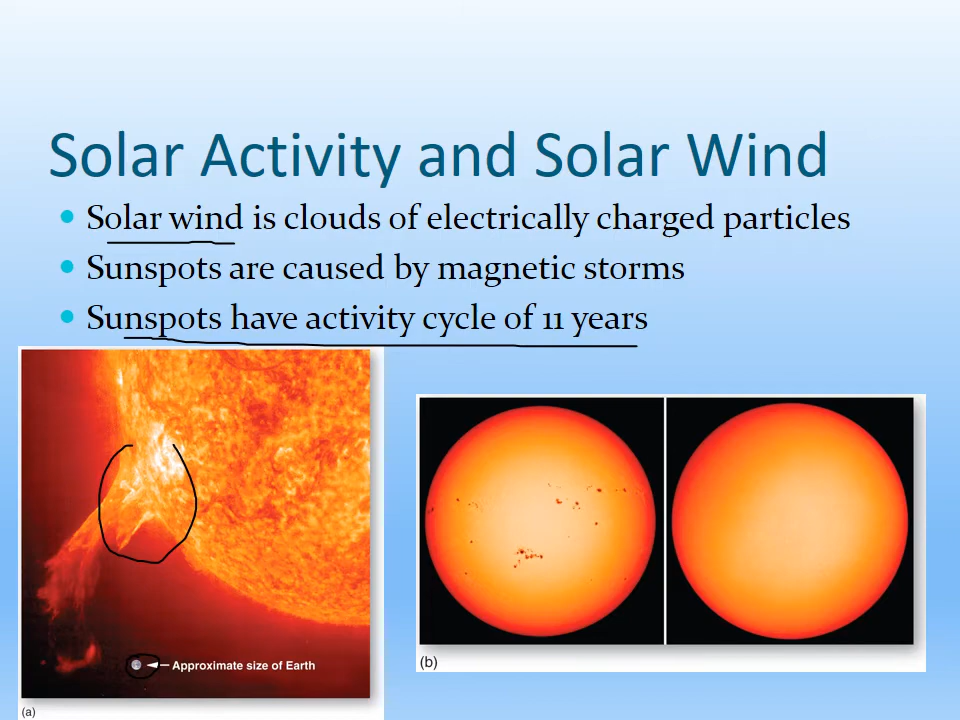 Solar Activity and Solar Wind
Solar wind is clouds of electrically charged particles
Sunspots are caused by magnetic storms
Sunspots have activity cycle of 11 years
Approximate size of Earth
(a)
(b)